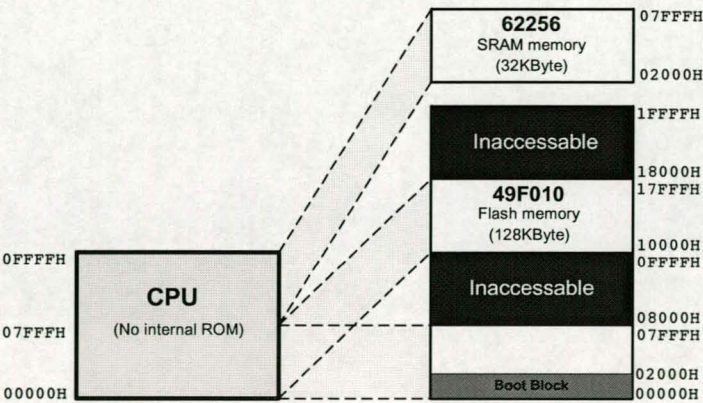 62256
SRAM memory
(32KByte)
07FFFH
02000H
1FFFFH
Inaccessable
18000H
17FFFH
49F010
Flash memory
(128KByte)
10000H
0FFFFH
Inaccessable
08000H
07FFFH
02000H
Boot Block
00000H
0FFFFH
CPU
(No internal ROM)
07FFFH
00000H